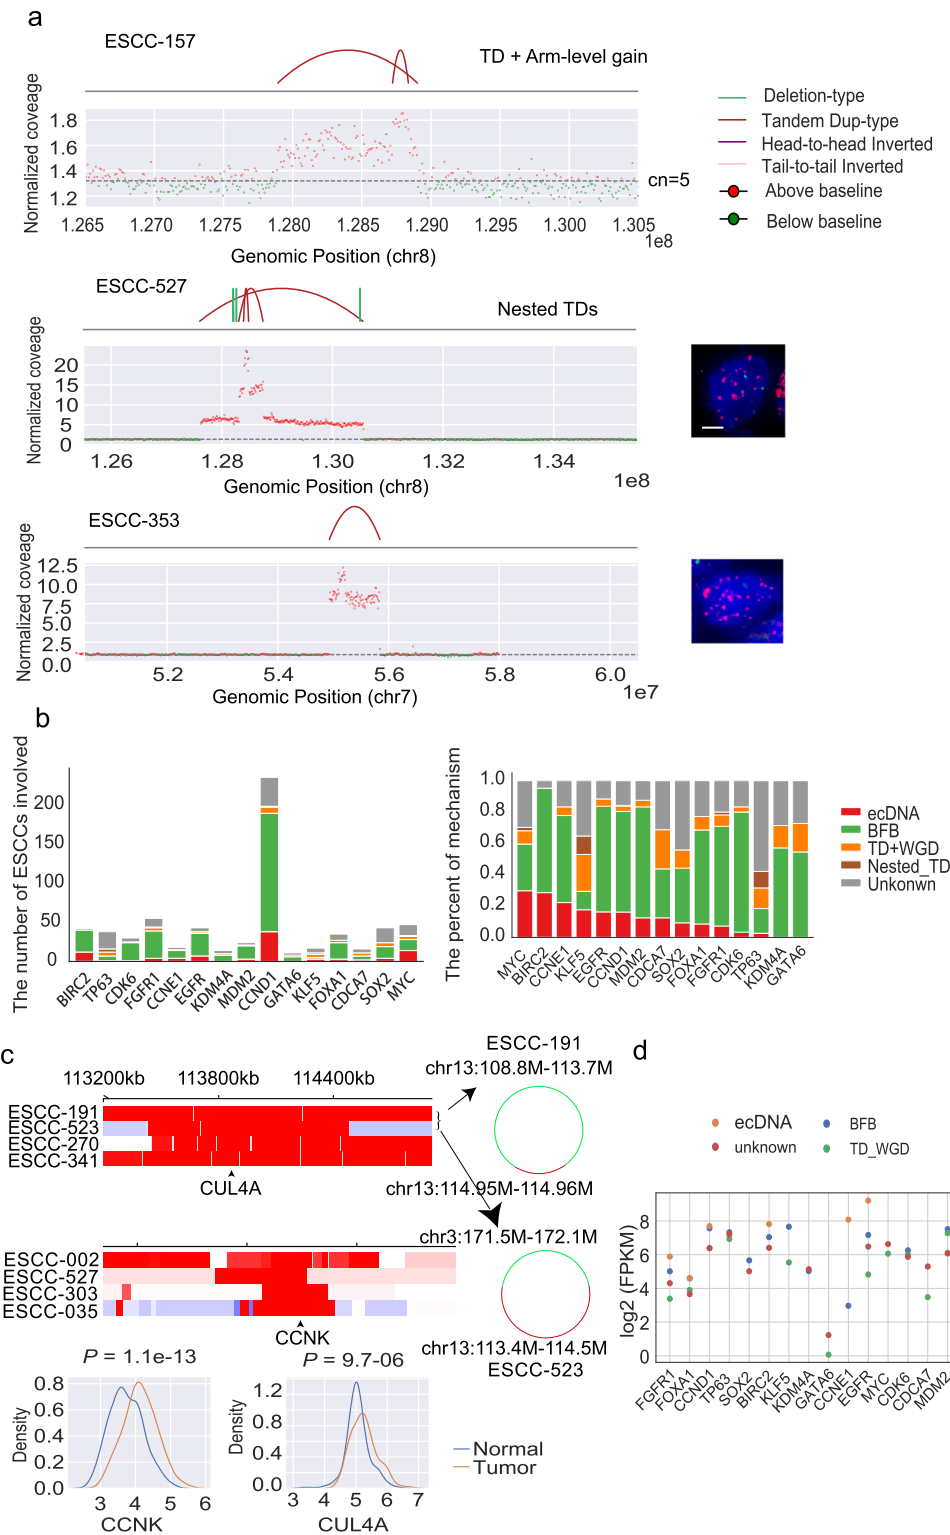 a
ESCC-157
TD + Arm-level gain
Normalized coveage
1.8
1.6
1.4
1.2
cn=5
1.265 1.270 1.275 1.280 1.285 1.290 1.295 1.300 1.305
1e8
Genomic Position (chr8)
Deletion-type
Tandem Dup-type
Head-to-head Inverted
Tail-to-tail Inverted
Above baseline
Below baseline
ESCC-527
Nested TDs
Normalized coveage
20
15
10
5
0
1.26 1.28 1.30 1.32 1.34
1e8
Genomic Position (chr8)
ESCC-353
Normalized coveage
12.5
10.0
7.5
5.0
2.5
0.0
5.2 5.4 5.6 5.8 6.0
1e7
Genomic Position (chr7)
b
The number of ESCCs involved
200
150
100
50
0
BIRC2 TP63 CDK6 FGFR1 CCNE1 EGFR KDM4A MDM2 CCND1 GATA6 KLF5 FOXA1 CDCA7 SOX2 MYC
The percent of mechanism
1.0
0.8
0.6
0.4
0.2
0.0
MYC BIRC2 CCNE1 KLF5 EGFR CCND1 MDM2 CDCA7 SOX2 FOXA1 FGFR1 CDK6 TP63 KDM4A GATA6
ecDNA
BFB
TD+WGD
Nested_TD
Unkonwn
c
113200kb 113800kb 114400kb
ESCC-191
ESCC-523
ESCC-270
ESCC-341
CUL4A
ESCC-191
chr13:108.8M-113.7M
chr13:114.95M-114.96M
chr3:171.5M-172.1M
chr13:113.4M-114.5M
ESCC-523
ESCC-002
ESCC-527
ESCC-303
ESCC-035
CCNK
P = 1.1e-13
Density
0.8
0.6
0.4
0.2
0.0
3 4 5 6
CCNK
P = 9.7-06
Density
1.2
0.8
0.4
0.0
3 4 5 6 7
CUL4A
Normal
Tumor
d
ecDNA
BFB
unknown
TD_WGD
log2 (FPKM)
8
6
4
2
0
FGFR1 FOXA1 CCND1 TP63 SOX2 BIRC2 KLF5 KDM4A GATA6 CCNE1 EGFR MYC CDK6 CDCA7 MDM2